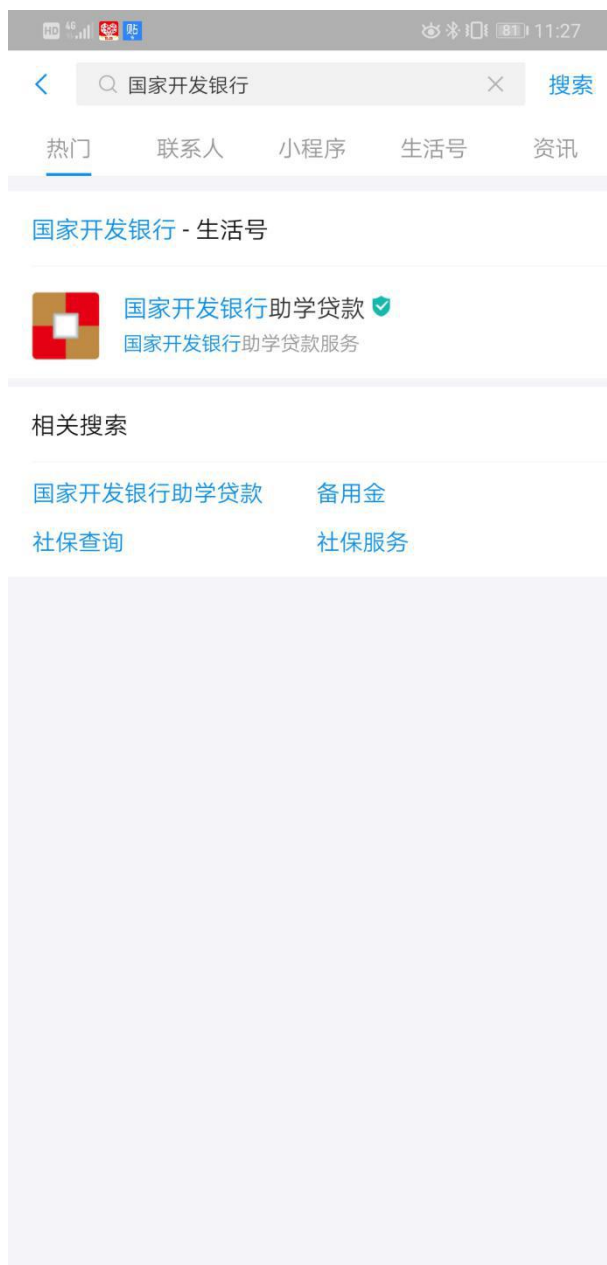 HD 4G 贴 81 11:27
国家开发银行 搜索
热门 联系人 小程序 生活号 资讯
国家开发银行 - 生活号
国家开发银行助学贷款
国家开发银行助学贷款服务
相关搜索
国家开发银行助学贷款 备用金
社保查询 社保服务